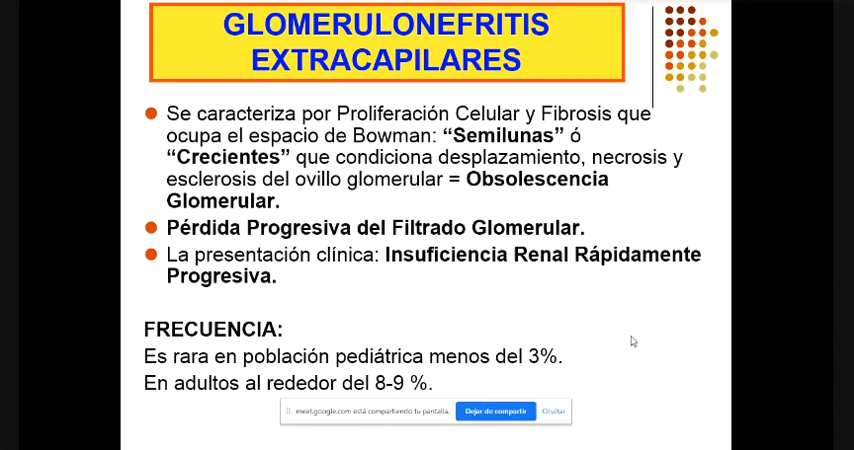 GLOMERULONEFRITIS
EXTRACAPILARES
Se caracteriza por Proliferación Celular y Fibrosis que
ocupa el espacio de Bowman: “Semilunas” ó
“Crecientes” que condiciona desplazamiento, necrosis y
esclerosis del ovillo glomerular = Obsolescencia
Glomerular.
Pérdida Progresiva del Filtrado Glomerular.
La presentación clínica: Insuficiencia Renal Rápidamente
Progresiva.
FRECUENCIA:
Es rara en población pediátrica menos del 3%.
En adultos al rededor del 8-9 %.
meet.google.com está compartiendo tu pantalla. Dejar de compartir Ocultar